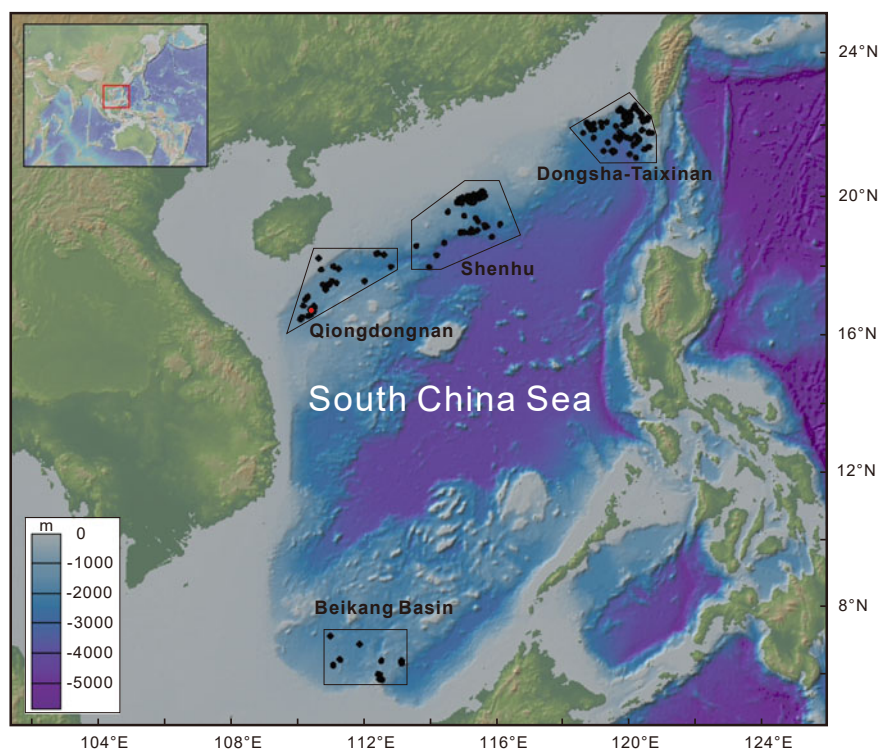 24°N
Dongsha-Taixinan
20°N
Shenhu
Qiongdongnan
16°N
South China Sea
12°N
m
0
-1000
-2000
-3000
-4000
-5000
8°N
Beikang Basin
104°E
108°E
112°E
116°E
120°E
124°E